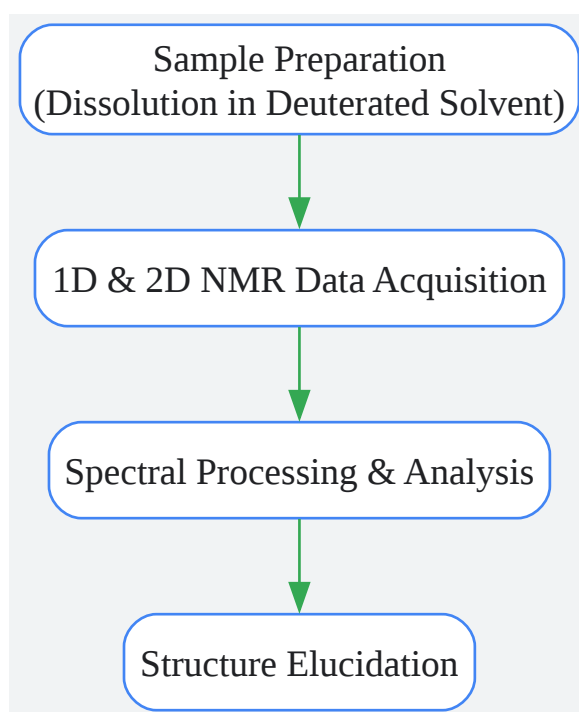 Sample Preparation
(Dissolution in Deuterated Solvent)
1D & 2D NMR Data Acquisition
Spectral Processing & Analysis
Structure Elucidation